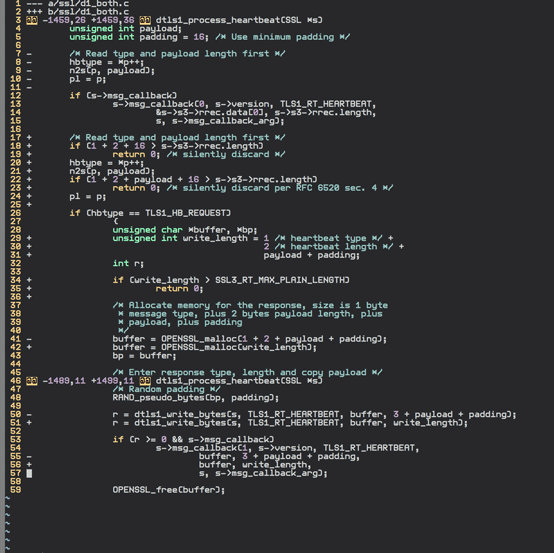 1 --- a/ssl/d1_both.c
2 +++ b/ssl/d1_both.c
3 @@ -1459,26 +1459,36 @@ dtls1_process_heartbeat(SSL *s)
4         unsigned int payload;
5         unsigned int padding = 16; /* Use minimum padding */
6
7 -       /* Read type and payload length first */
8 -       hbtype = *p++;
9 -       n2s(p, payload);
10 -       pl = p;
11 -
12         if (s->msg_callback)
13                 s->msg_callback(0, s->version, TLS1_RT_HEARTBEAT,
14                         &s->s3->rrec.data[0], s->s3->rrec.length,
15                         s, s->msg_callback_arg);
16
17 +       /* Read type and payload length first */
18 +       if (1 + 2 + 16 > s->s3->rrec.length)
19 +               return 0; /* silently discard */
20 +       hbtype = *p++;
21 +       n2s(p, payload);
22 +       if (1 + 2 + payload + 16 > s->s3->rrec.length)
23 +               return 0; /* silently discard per RFC 6520 sec. 4 */
24 +       pl = p;
25 +
26         if (hbtype == TLS1_HB_REQUEST)
27                 {
28                 unsigned char *buffer, *bp;
29 +               unsigned int write_length = 1 /* heartbeat type */ +
30 +                                           2 /* heartbeat length */ +
31 +                                           payload + padding;
32                 int r;
33
34 +               if (write_length > SSL3_RT_MAX_PLAIN_LENGTH)
35 +                       return 0;
36 +
37                 /* Allocate memory for the response, size is 1 byte
38                  * message type, plus 2 bytes payload length, plus
39                  * payload, plus padding
40                  */
41 -               buffer = OPENSSL_malloc(1 + 2 + payload + padding);
42 +               buffer = OPENSSL_malloc(write_length);
43                 bp = buffer;
44
45                 /* Enter response type, length and copy payload */
46 @@ -1489,11 +1499,11 @@ dtls1_process_heartbeat(SSL *s)
47                 /* Random padding */
48                 RAND_pseudo_bytes(bp, padding);
49
50 -               r = dtls1_write_bytes(s, TLS1_RT_HEARTBEAT, buffer, 3 + payload + padding);
51 +               r = dtls1_write_bytes(s, TLS1_RT_HEARTBEAT, buffer, write_length);
52
53                 if (r >= 0 && s->msg_callback)
54                         s->msg_callback(1, s->version, TLS1_RT_HEARTBEAT,
55 -                               buffer, 3 + payload + padding,
56 +                               buffer, write_length,
57                                 s, s->msg_callback_arg);
58
59                 OPENSSL_free(buffer);
~
~
~
~
~
~
~